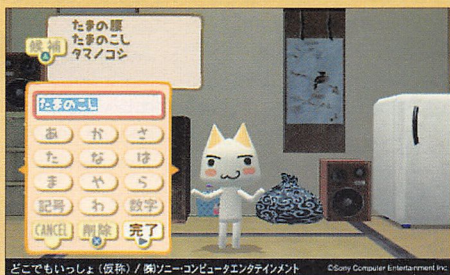 候補
たまの腰
たまのこし
タマノコシ
たまのこし
あ か さ
た な は
ま や ら
記号 わ 数字
CANCEL 削除 完了
どこでもいっしょ(仮称)/㈱ソニー・コンピュータエンタテインメント
©Sony Computer Entertainment Inc.